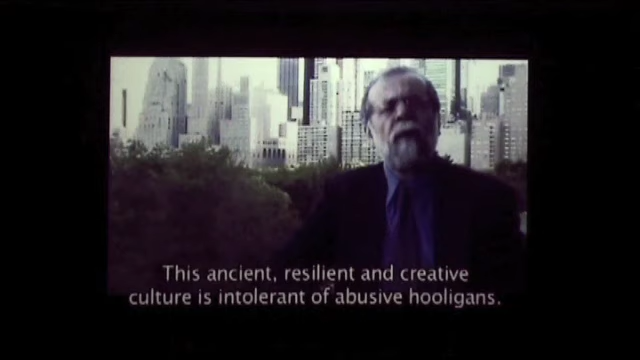 This ancient, resilient and creative
culture is intolerant of abusive hooligans.